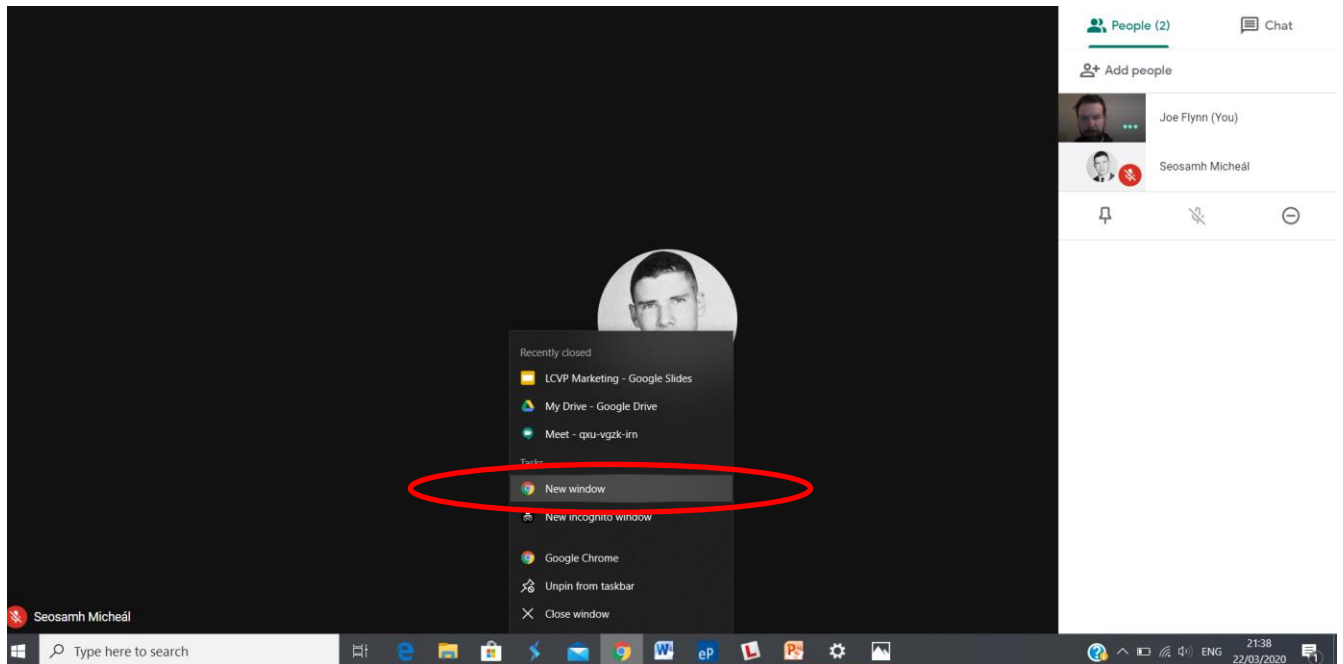 People (2)
Chat
Add people
Joe Flynn (You)
Seosamh Micheál
Recently closed
LCVP Marketing - Google Slides
My Drive - Google Drive
Meet - qxu-vgzk-irn
Tasks
New window
New incognito window
Google Chrome
Unpin from taskbar
Close window
Seosamh Micheál
Type here to search
eP
ENG
21:38
22/03/2020